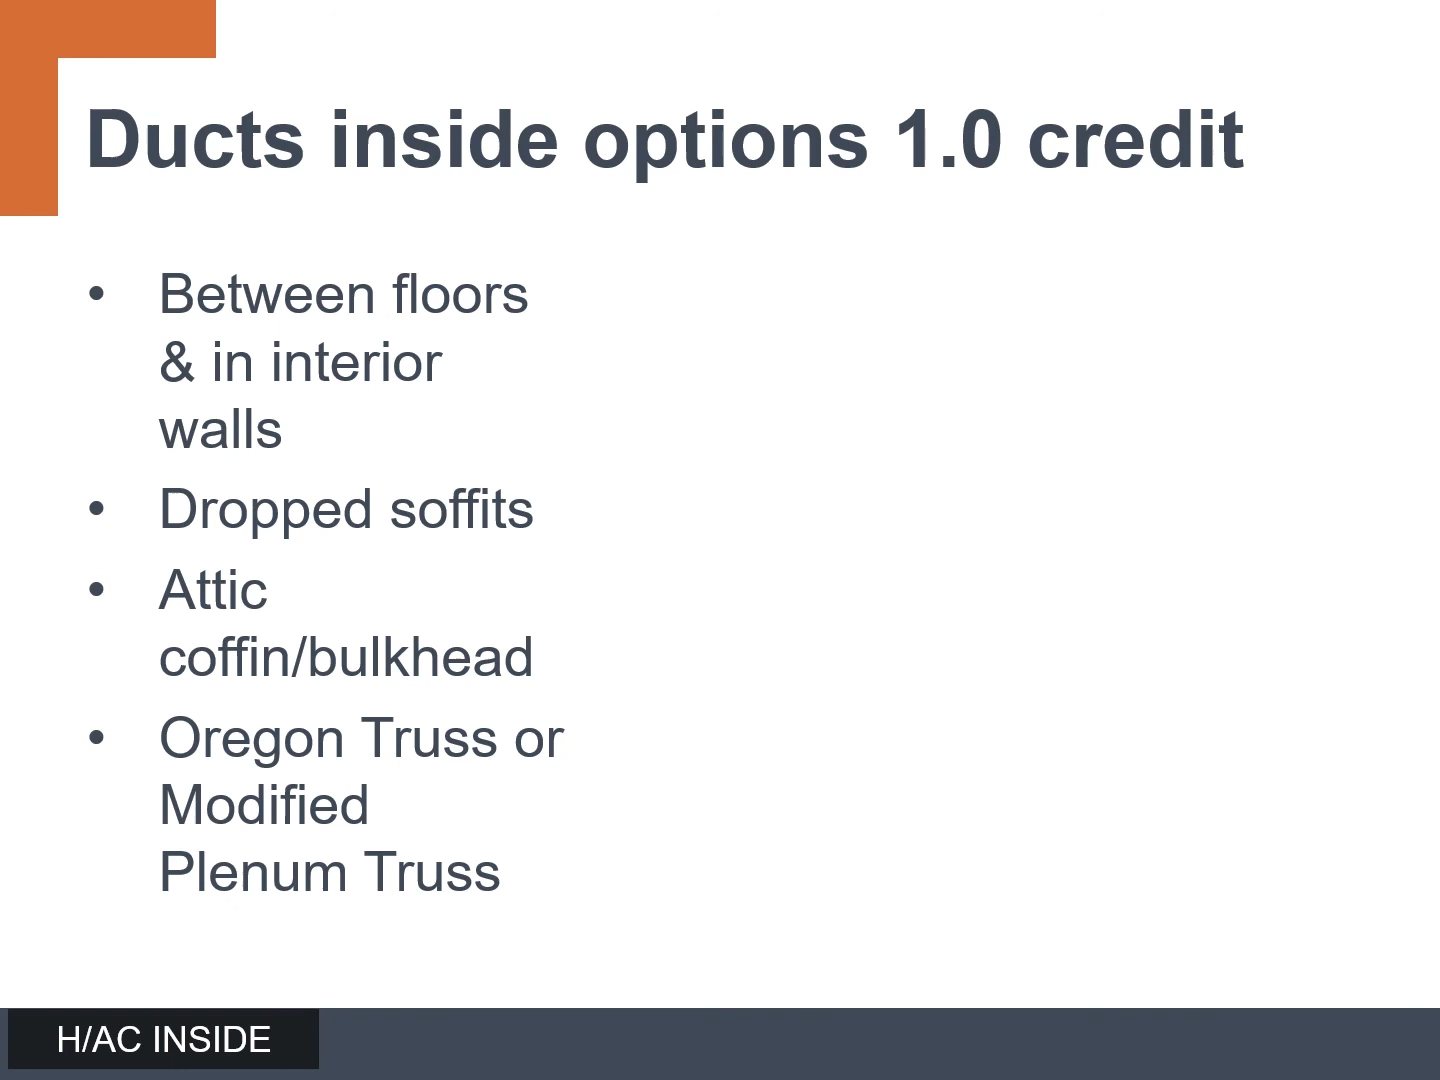 Ducts inside options 1.0 credit
• Between floors
& in interior
walls
• Dropped soffits
• Attic
coffin/bulkhead
• Oregon Truss or
Modified
Plenum Truss
H/AC INSIDE